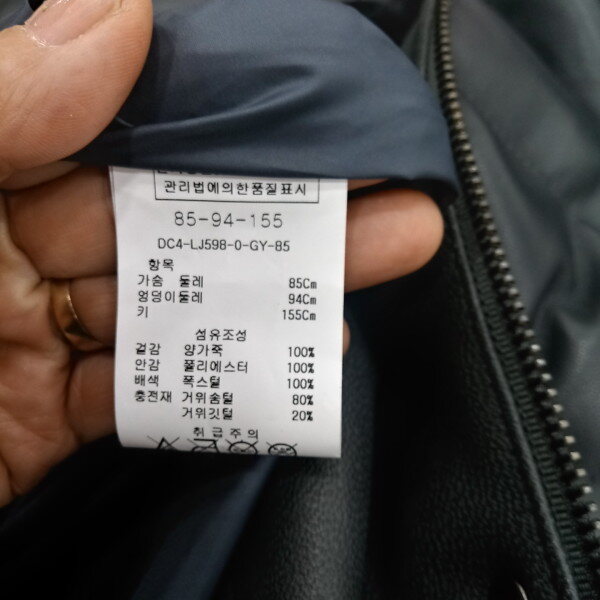 관리법에의한품질표시
85-94-155
DC4-LJ598-0-GY-85
항목
가슴 둘레 85Cm
엉덩이둘레 94Cm
키 155Cm
섬유조성
겉감 양가죽 100%
안감 폴리에스터 100%
배색 폭스털 100%
충전재 거위솜털 80%
거위깃털 20%
취급주의